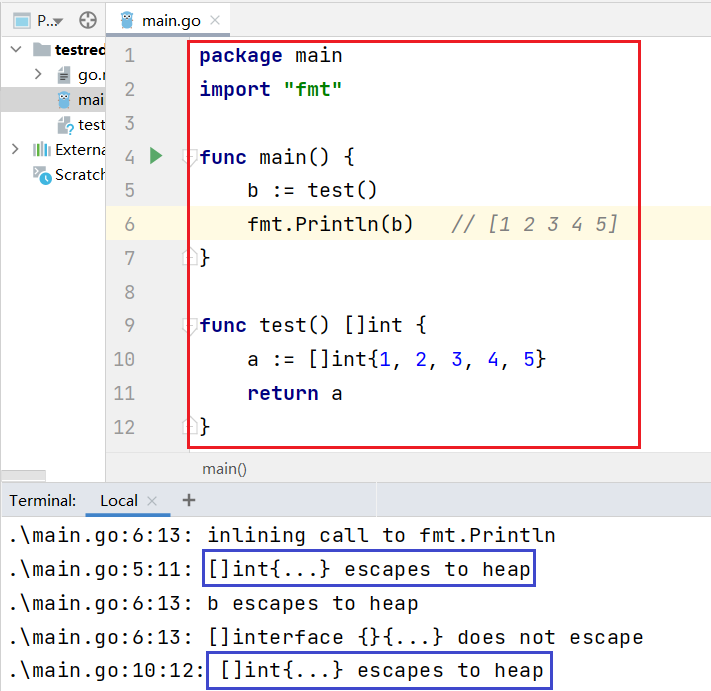 P...
main.go
testred
go.r
mai
test
Externa
Scratch
1 package main
2 import "fmt"
3
4 func main() {
5 b := test()
6 fmt.Println(b) // [1 2 3 4 5]
7 }
8
9 func test() []int {
10 a := []int{1, 2, 3, 4, 5}
11 return a
12 }
main()
Terminal: Local +
.\main.go:6:13: inlining call to fmt.Println
.\main.go:5:11: []int{...} escapes to heap
.\main.go:6:13: b escapes to heap
.\main.go:6:13: []interface {}{...} does not escape
.\main.go:10:12: []int{...} escapes to heap